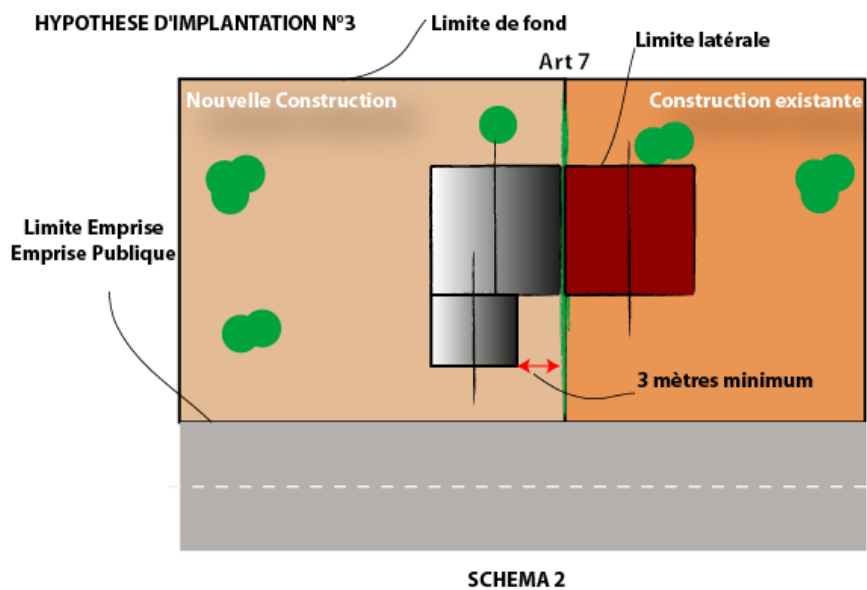 HYPOTHESE D'IMPLANTATION N°3
Limite de fond
Limite latérale
Art 7
Nouvelle Construction
Construction existante
Limite Emprise
Emprise Publique
3 mètres minimum
SCHEMA 2